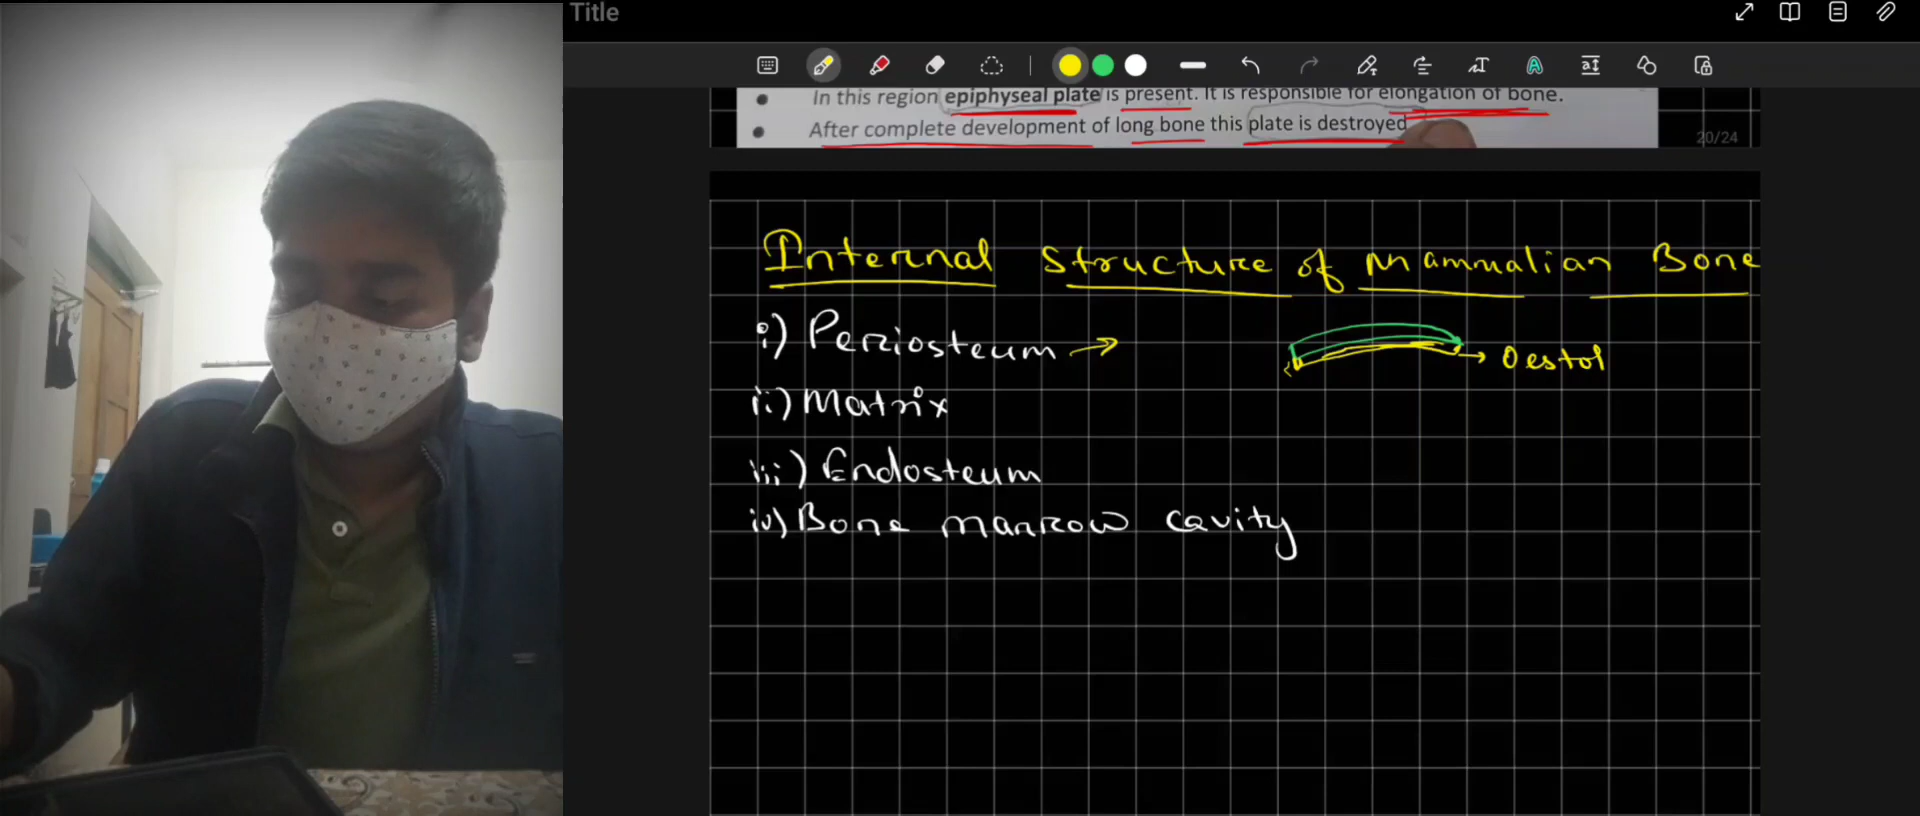 Title
In this region epiphyseal plate is present. It is responsible for elongation of bone.
After complete development of long bone this plate is destroyed
20/24
Internal Structure of Mammalian Bone
i) Periosteum →
→ Oestol
ii) Matrix
iii) Endosteum
iv) Bone marrow cavity